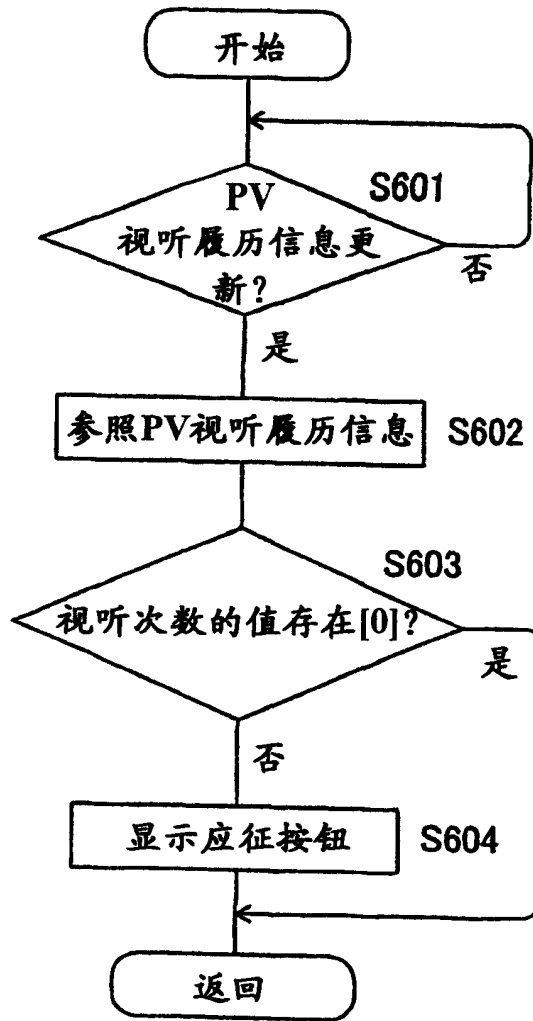 开始
S601
PV
视听履历信息更
新？
否
是
参照PV视听履历信息
S602
S603
视听次数的值存在[0]？
是
否
显示应征按钮
S604
返回